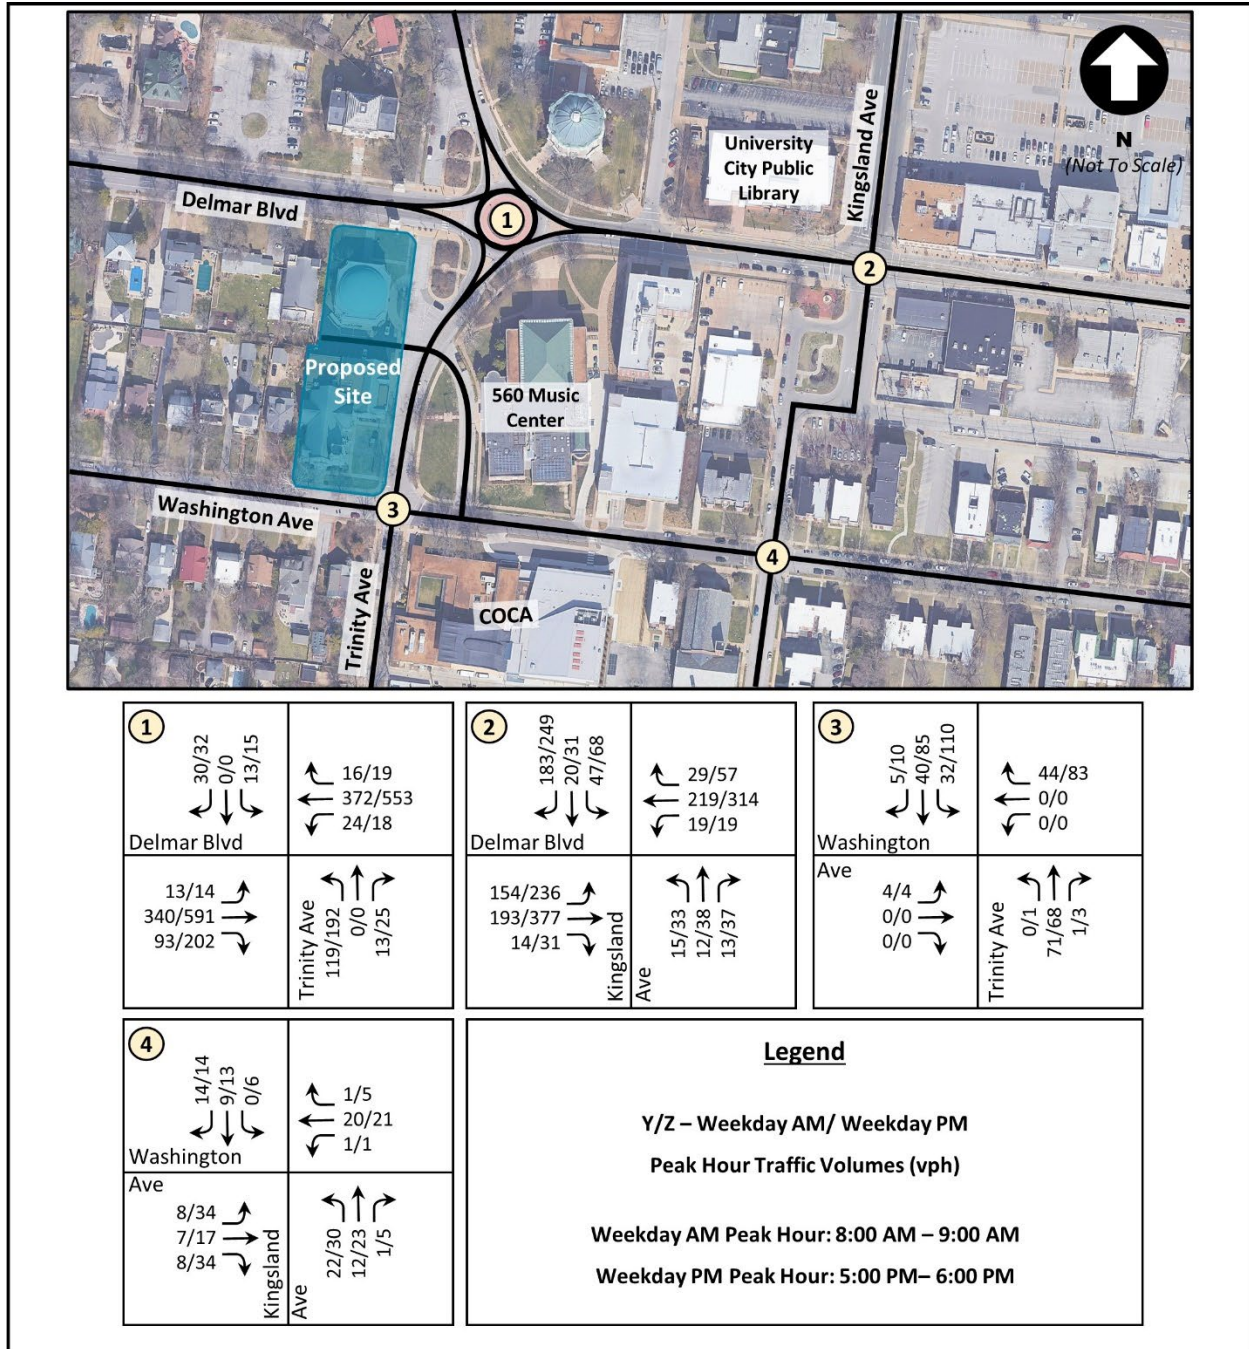 University
City Public
Library
Kingsland Ave
N
(Not To Scale)
Delmar Blvd
1
2
Proposed
Site
560 Music
Center
Washington Ave
3
4
Trinity Ave
COCA
1
30/32
0/0
13/15
16/19
372/553
24/18
Delmar Blvd
13/14
340/591
93/202
Trinity Ave
119/192
0/0
13/25
2
183/249
20/31
47/68
29/57
219/314
19/19
Delmar Blvd
154/236
193/377
14/31
Kingsland
Ave
15/33
12/38
13/37
3
5/10
40/85
32/110
44/83
0/0
0/0
Washington
Ave
4/4
0/0
0/0
Trinity Ave
0/1
71/68
1/3
4
14/14
9/13
0/6
1/5
20/21
1/1
Washington
Ave
8/34
7/17
8/34
Kingsland
Ave
22/30
12/23
1/5
Legend
Y/Z – Weekday AM/ Weekday PM
Peak Hour Traffic Volumes (vph)
Weekday AM Peak Hour: 8:00 AM – 9:00 AM
Weekday PM Peak Hour: 5:00 PM– 6:00 PM